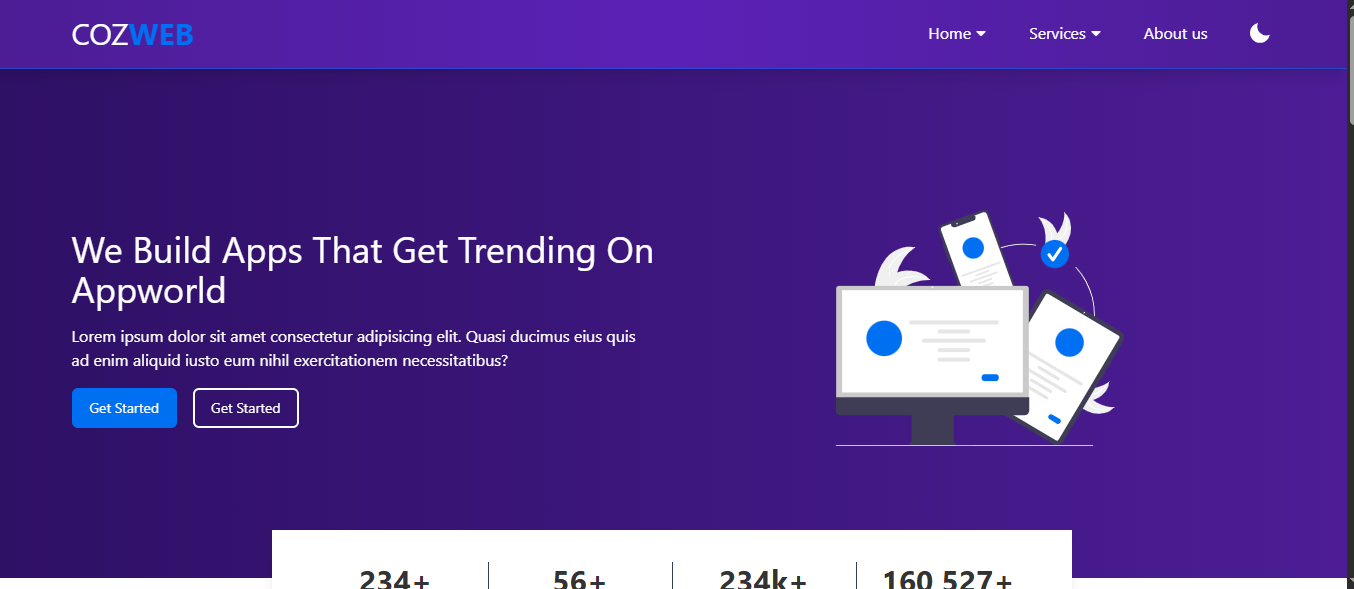 COZWEB
Home
Services
About us
We Build Apps That Get Trending On
Appworld
Lorem ipsum dolor sit amet consectetur adipisicing elit. Quasi ducimus eius quis
ad enim aliquid iusto eum nihil exercitationem necessitatibus?
Get Started
Get Started
234+
56+
234k+
160,527+